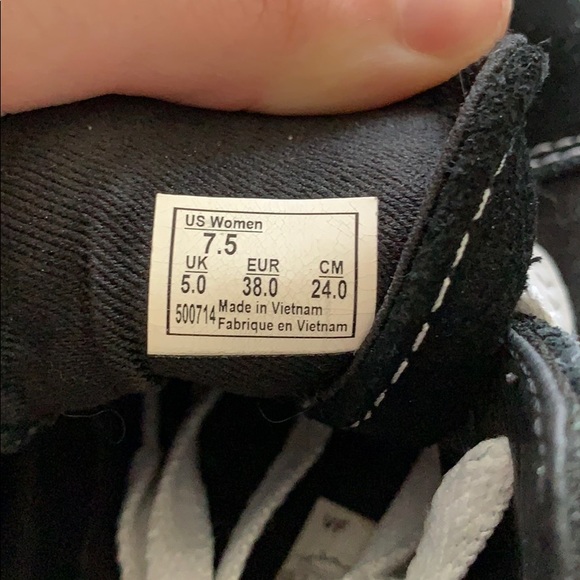 US Women
7.5
UK EUR CM
5.0 38.0 24.0
500714 Made in Vietnam
Fabrique en Vietnam